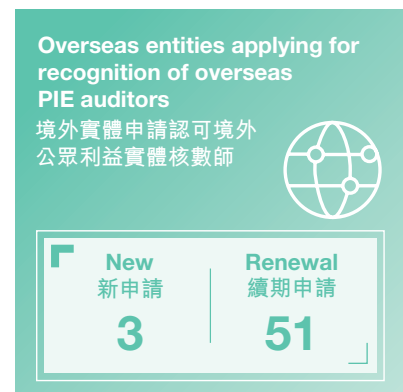 Overseas entities applying for
recognition of overseas
PIE auditors
境外實體申請認可境外
公眾利益實體核數師
New
新申請
3
Renewal
續期申請
51